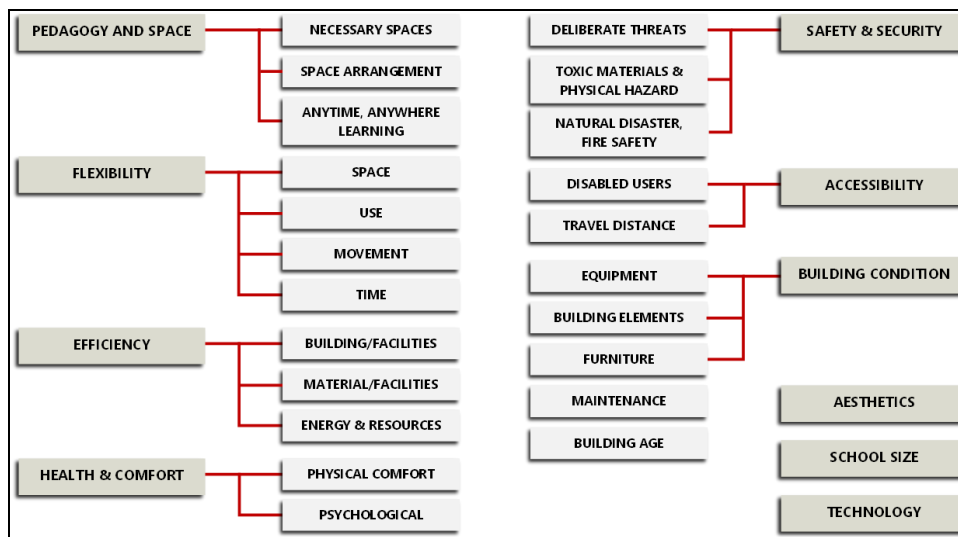 PEDAGOGY AND SPACE
NECESSARY SPACES
SPACE ARRANGEMENT
ANYTIME, ANYWHERE
LEARNING
FLEXIBILITY
SPACE
USE
MOVEMENT
TIME
EFFICIENCY
BUILDING/FACILITIES
MATERIAL/FACILITIES
ENERGY & RESOURCES
HEALTH & COMFORT
PHYSICAL COMFORT
PSYCHOLOGICAL
DELIBERATE THREATS
SAFETY & SECURITY
TOXIC MATERIALS &
PHYSICAL HAZARD
NATURAL DISASTER,
FIRE SAFETY
DISABLED USERS
ACCESSIBILITY
TRAVEL DISTANCE
EQUIPMENT
BUILDING CONDITION
BUILDING ELEMENTS
FURNITURE
MAINTENANCE
BUILDING AGE
AESTHETICS
SCHOOL SIZE
TECHNOLOGY